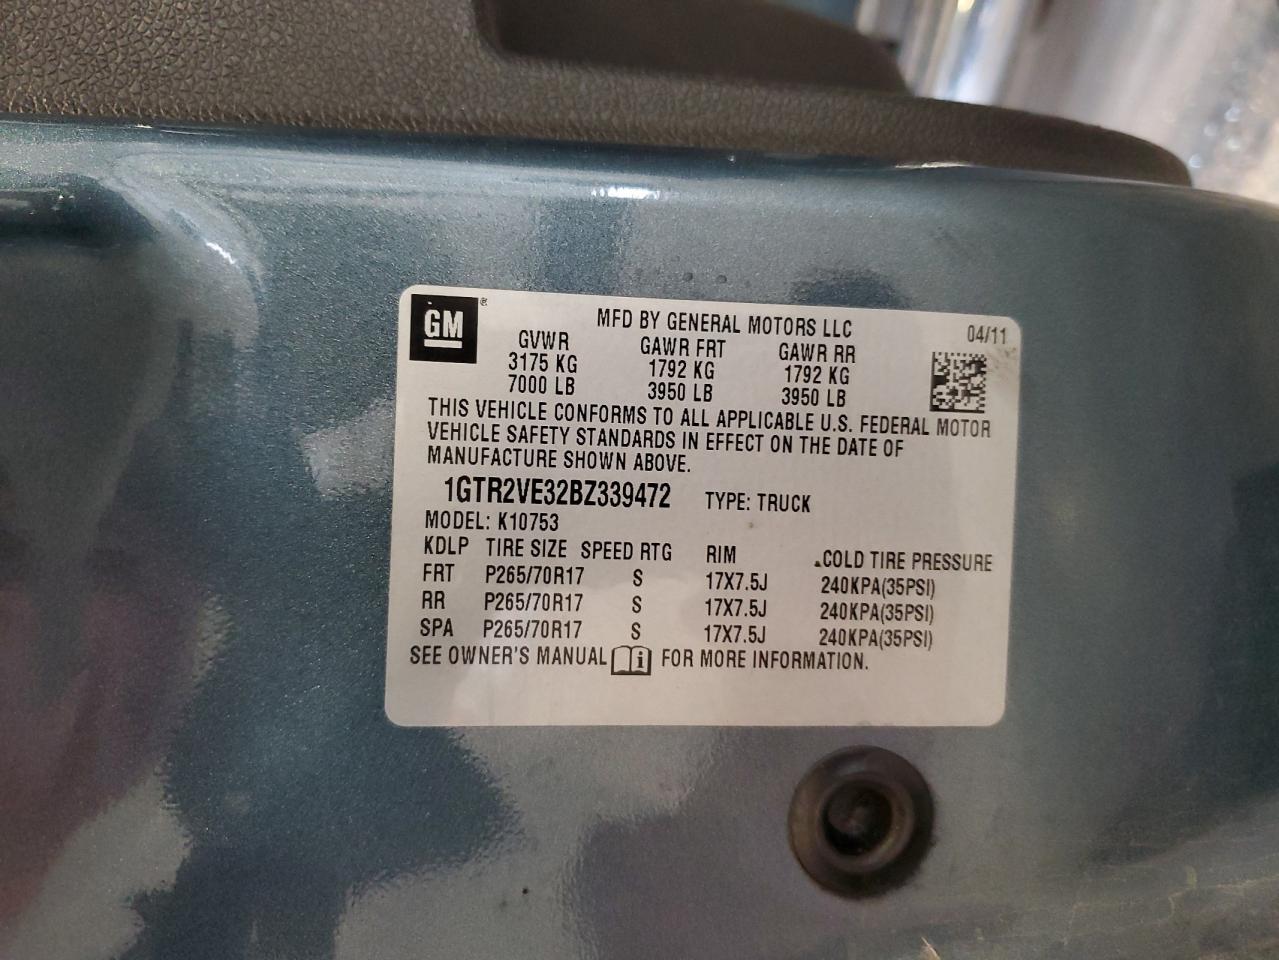 GM ®
MFD BY GENERAL MOTORS LLC 04/11
GVWR GAWR FRT GAWR RR
3175 KG 1792 KG 1792 KG
7000 LB 3950 LB 3950 LB
THIS VEHICLE CONFORMS TO ALL APPLICABLE U.S. FEDERAL MOTOR
VEHICLE SAFETY STANDARDS IN EFFECT ON THE DATE OF
MANUFACTURE SHOWN ABOVE.
1GTR2VE32BZ339472 TYPE: TRUCK
MODEL: K10753
KDLP TIRE SIZE SPEED RTG RIM COLD TIRE PRESSURE
FRT P265/70R17 S 17X7.5J 240KPA(35PSI)
RR P265/70R17 S 17X7.5J 240KPA(35PSI)
SPA P265/70R17 S 17X7.5J 240KPA(35PSI)
SEE OWNER'S MANUAL i FOR MORE INFORMATION.